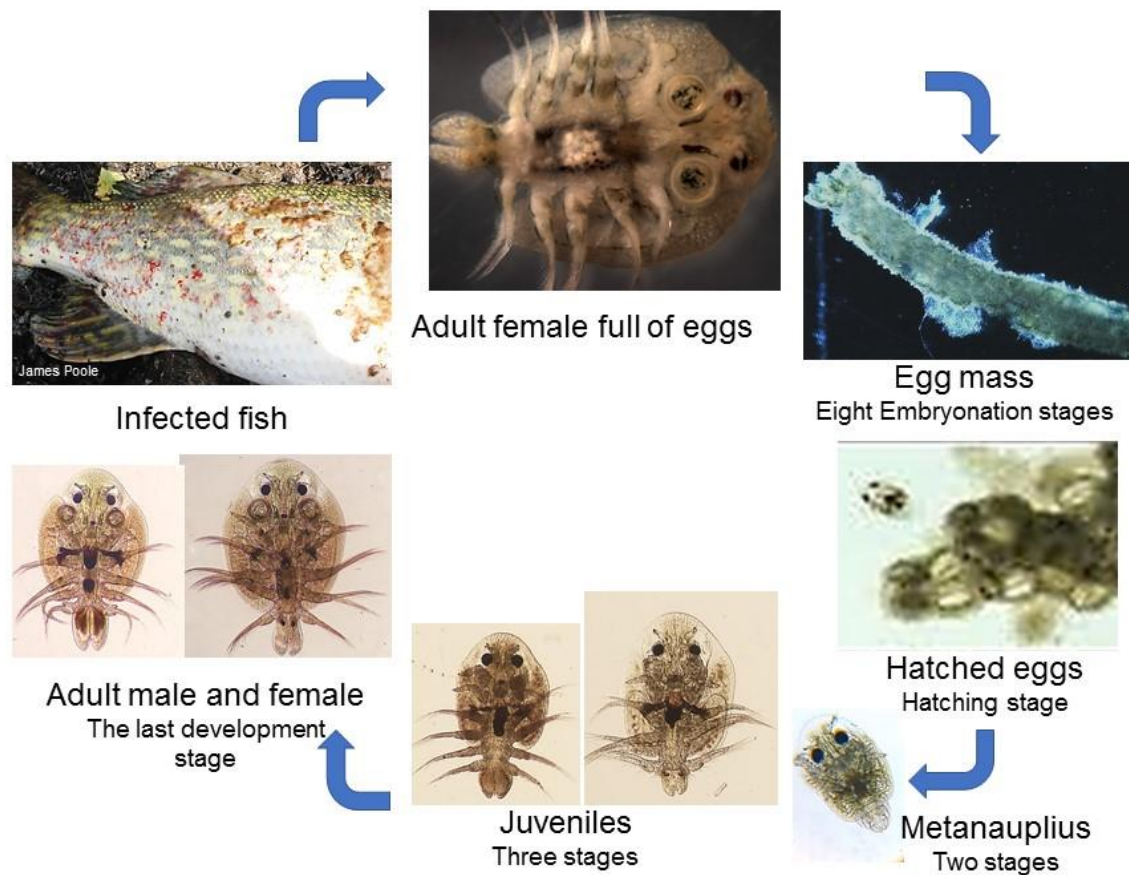 Adult female full of eggs
James Poole
Infected fish
Egg mass
Eight Embryonation stages
Hatched eggs
Hatching stage
Adult male and female
The last development
stage
Juveniles
Three stages
Metanauplius
Two stages